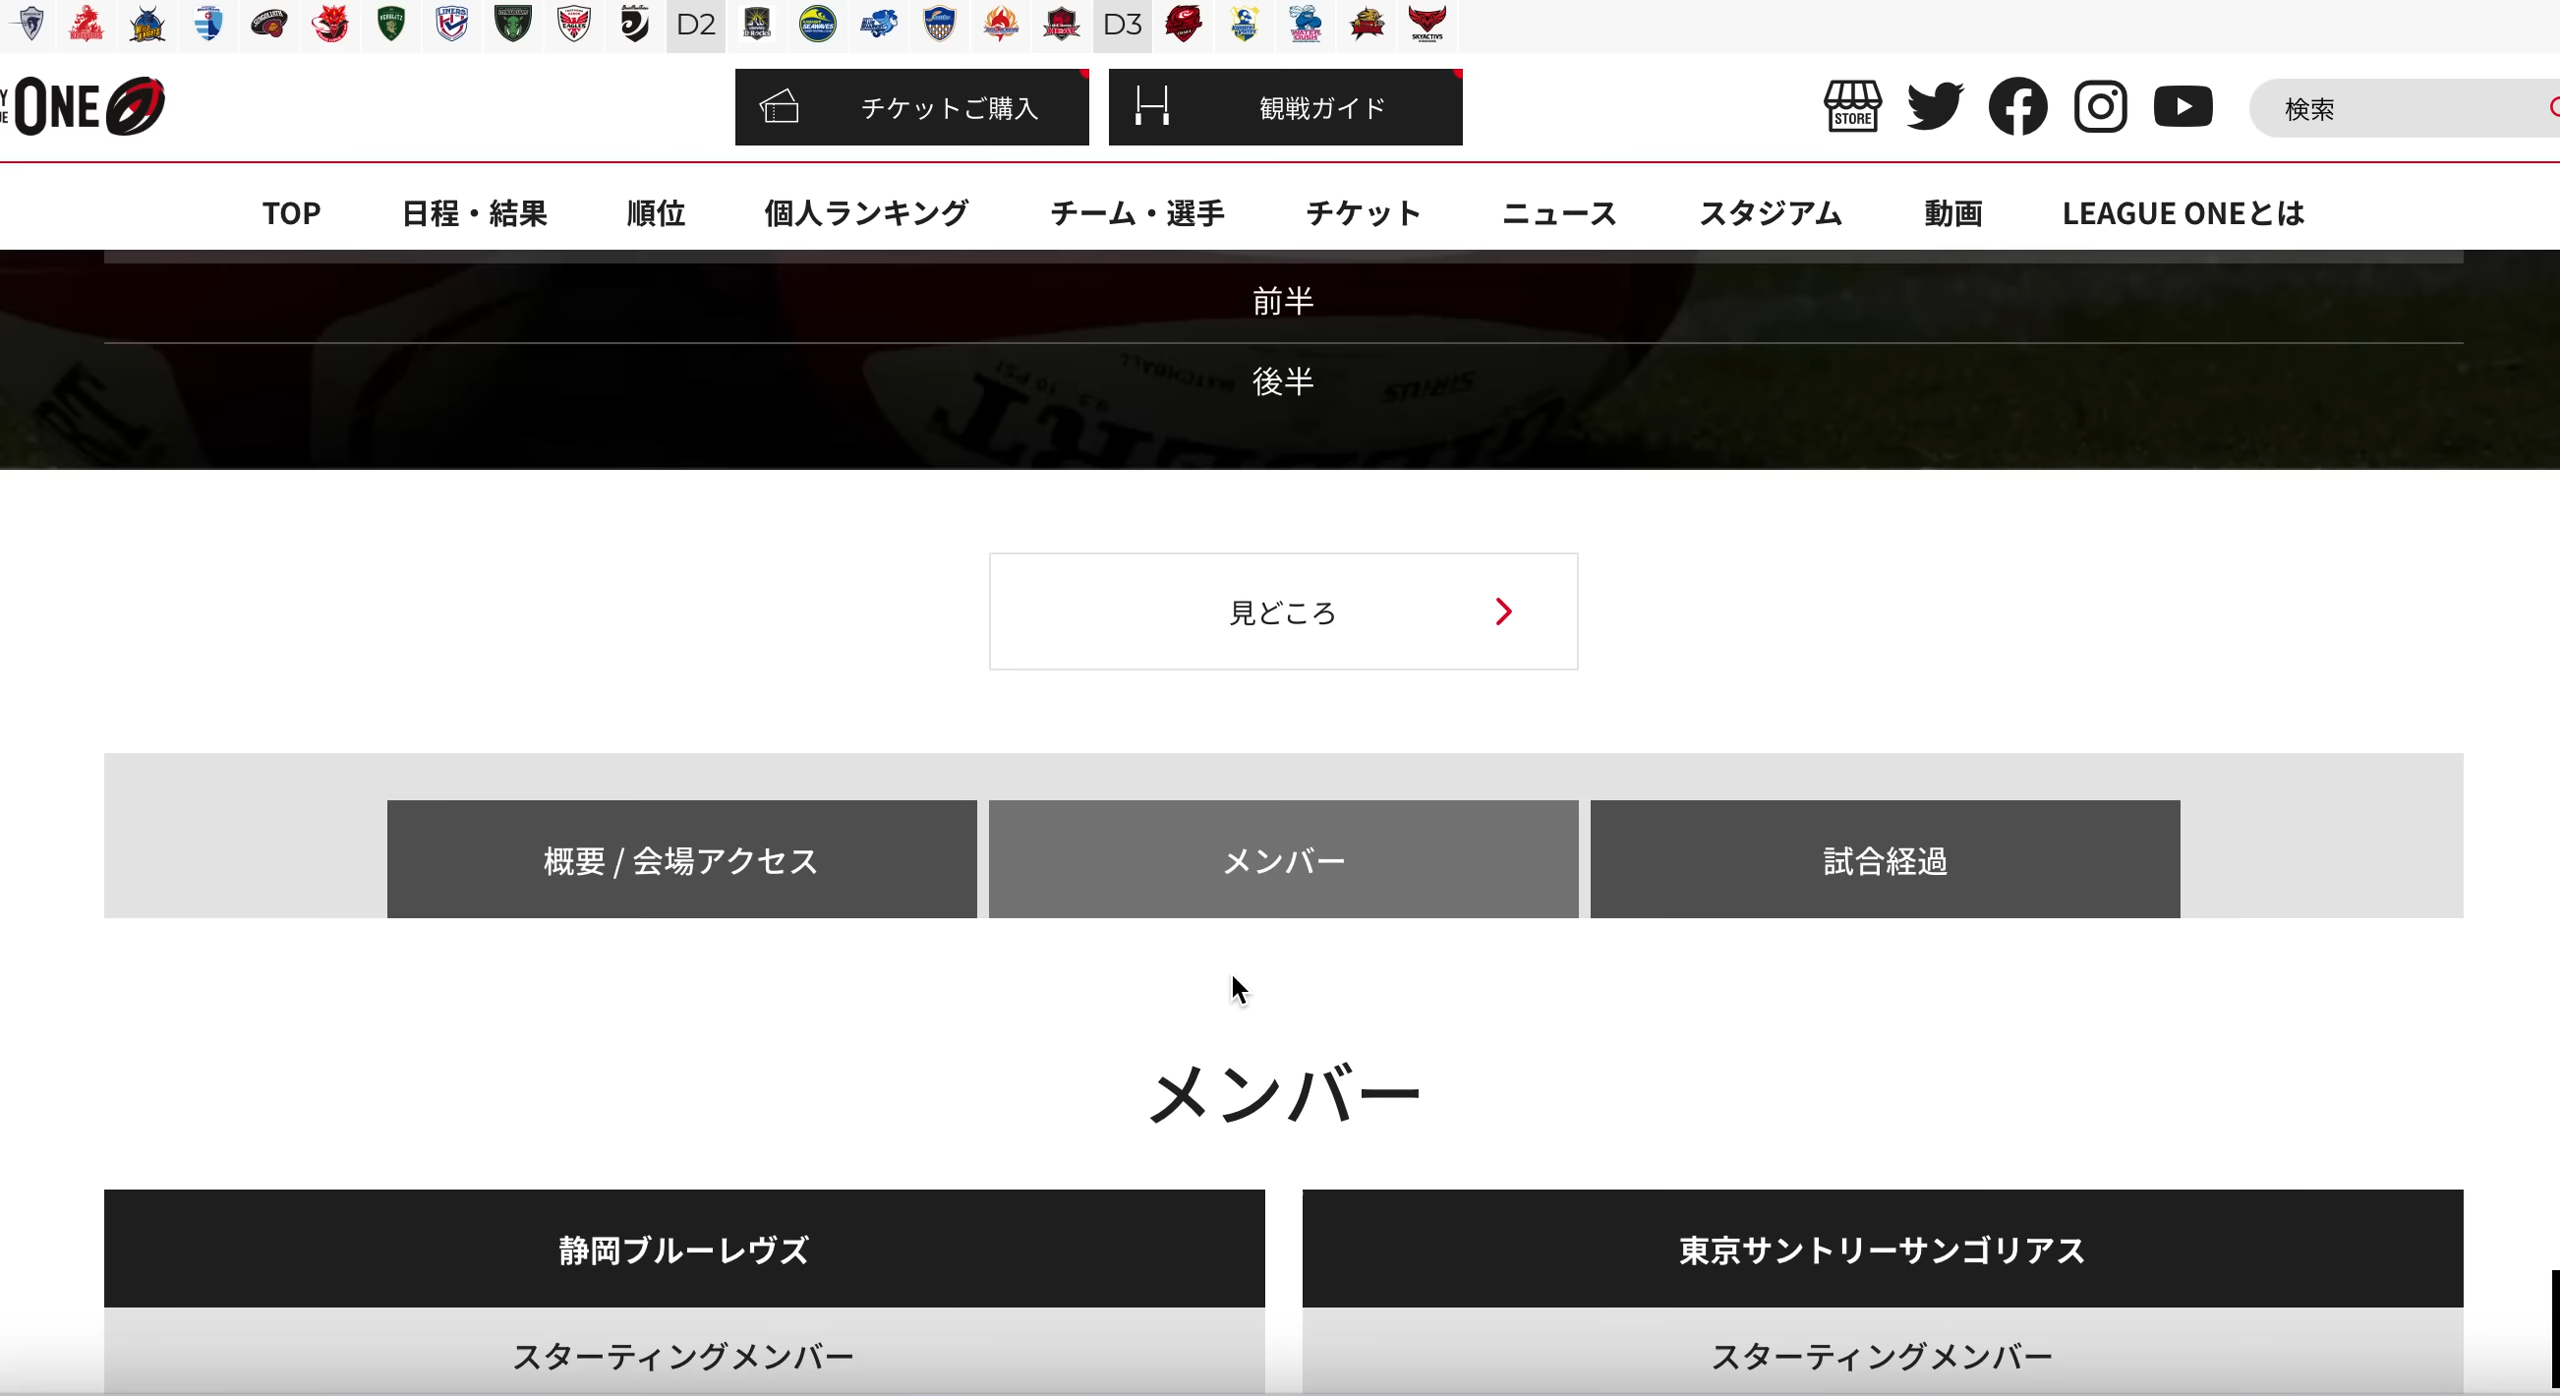 D2
D3
ONE
チケットご購入
観戦ガイド
STORE
検索
TOP
日程・結果
順位
個人ランキング
チーム・選手
チケット
ニュース
スタジアム
動画
LEAGUE ONEとは
前半
後半
見どころ
概要 / 会場アクセス
メンバー
試合経過
メンバー
静岡ブルーレヴズ
東京サントリーサンゴリアス
スターティングメンバー
スターティングメンバー